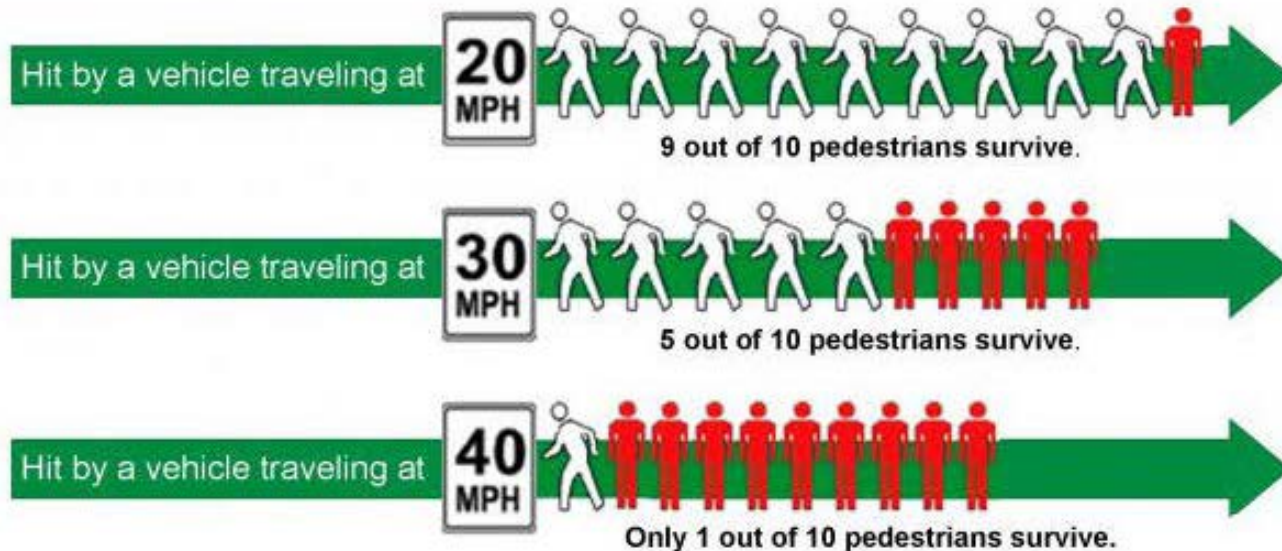 Hit by a vehicle traveling at
20
MPH
9 out of 10 pedestrians survive.
Hit by a vehicle traveling at
30
MPH
5 out of 10 pedestrians survive.
Hit by a vehicle traveling at
40
MPH
Only 1 out of 10 pedestrians survive.